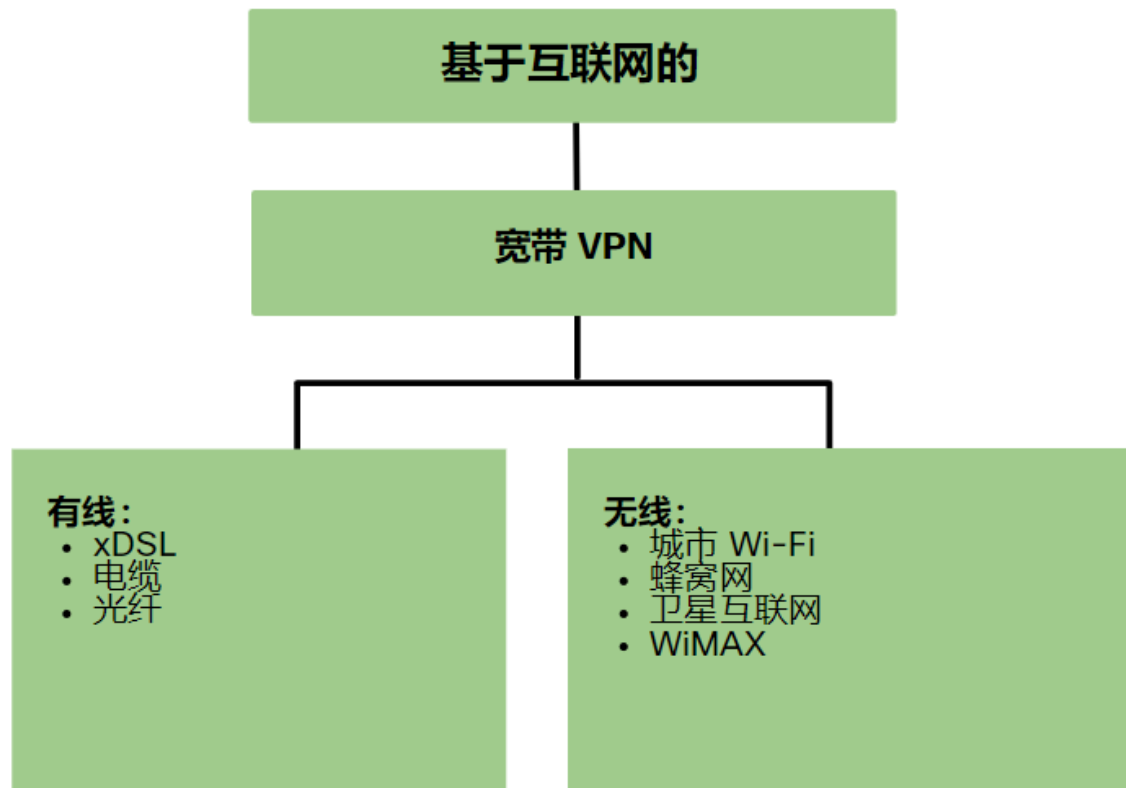 基于互联网的
宽带 VPN
有线：
• xDSL
• 电缆
• 光纤
无线：
• 城市 Wi-Fi
• 蜂窝网
• 卫星互联网
• WiMAX